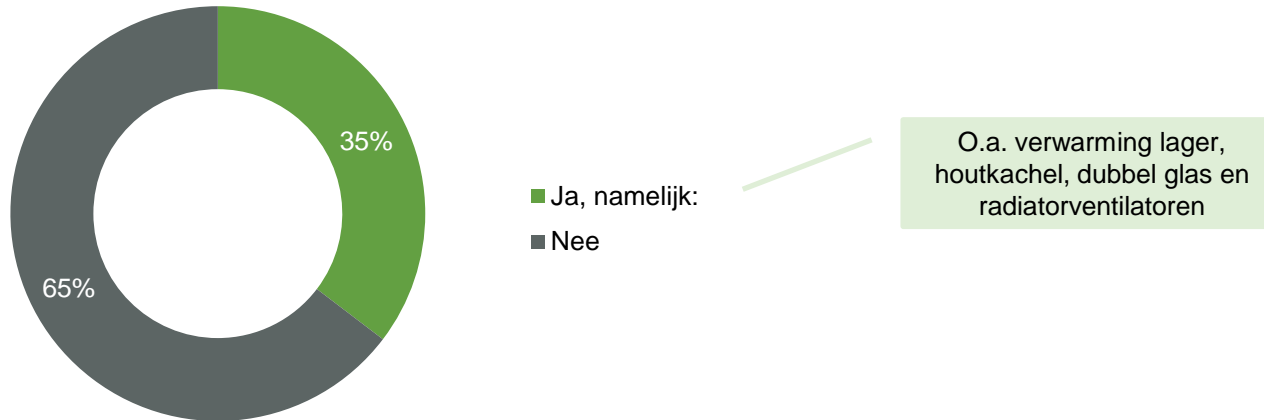 35%
65%
Ja, namelijk:
Nee
O.a. verwarming lager,
houtkachel, dubbel glas en
radiatorventilatoren